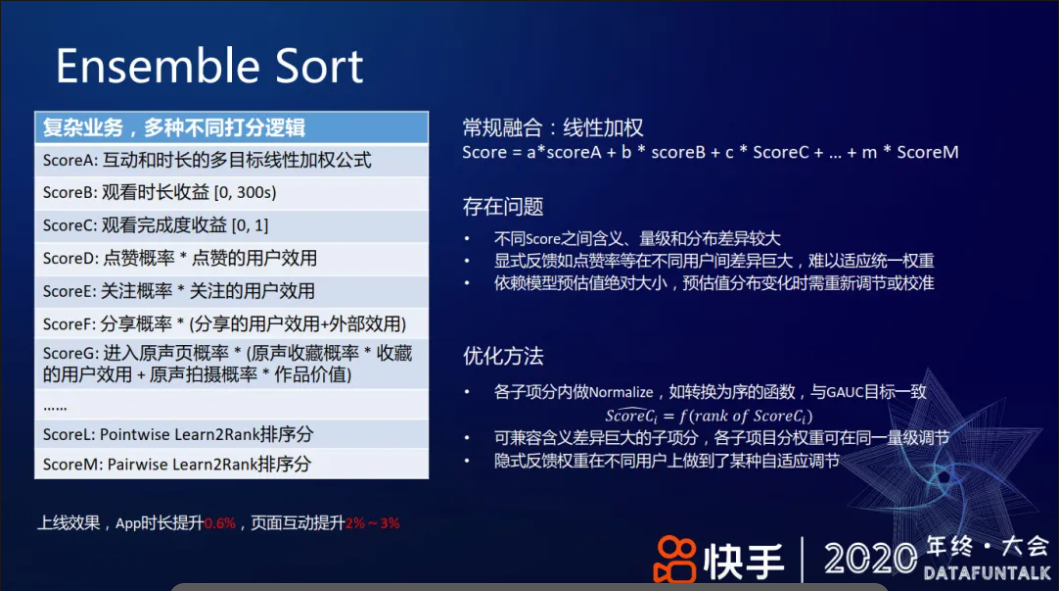 Ensemble Sort
复杂业务，多种不同打分逻辑
ScoreA: 互动和时长的多目标线性加权公式
ScoreB: 观看时长收益 [0, 300s)
ScoreC: 观看完成度收益 [0, 1]
ScoreD: 点赞概率 * 点赞的用户效用
ScoreE: 关注概率 * 关注的用户效用
ScoreF: 分享概率 * (分享的用户效用+外部效用)
ScoreG: 进入原声页概率 * (原声收藏概率 * 收藏
的用户效用 + 原声拍摄概率 * 作品价值)
......
ScoreL: Pointwise Learn2Rank排序分
ScoreM: Pairwise Learn2Rank排序分
上线效果，App时长提升0.6%，页面互动提升2%～3%
常规融合：线性加权
Score = a*scoreA + b * scoreB + c * ScoreC + ... + m * ScoreM
存在问题
• 不同Score之间含义、量级和分布差异较大
• 显式反馈如点赞率等在不同用户间差异巨大，难以适应统一权重
• 依赖模型预估值绝对大小，预估值分布变化时需重新调节或校准
优化方法
• 各子项分内做Normalize，如转换为序的函数，与GAUC目标一致
$\widehat{ScoreC_i} = f(rank\ of\ ScoreC_i)$
• 可兼容含义差异巨大的子项分，各子项目分权重可在同一量级调节
• 隐式反馈权重在不同用户上做到了某种自适应调节
快手 | 2020 年终・大会
DATAFUNTALK